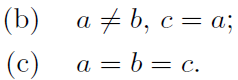 (b) a ≠ b, c = a;
(c) a = b = c.